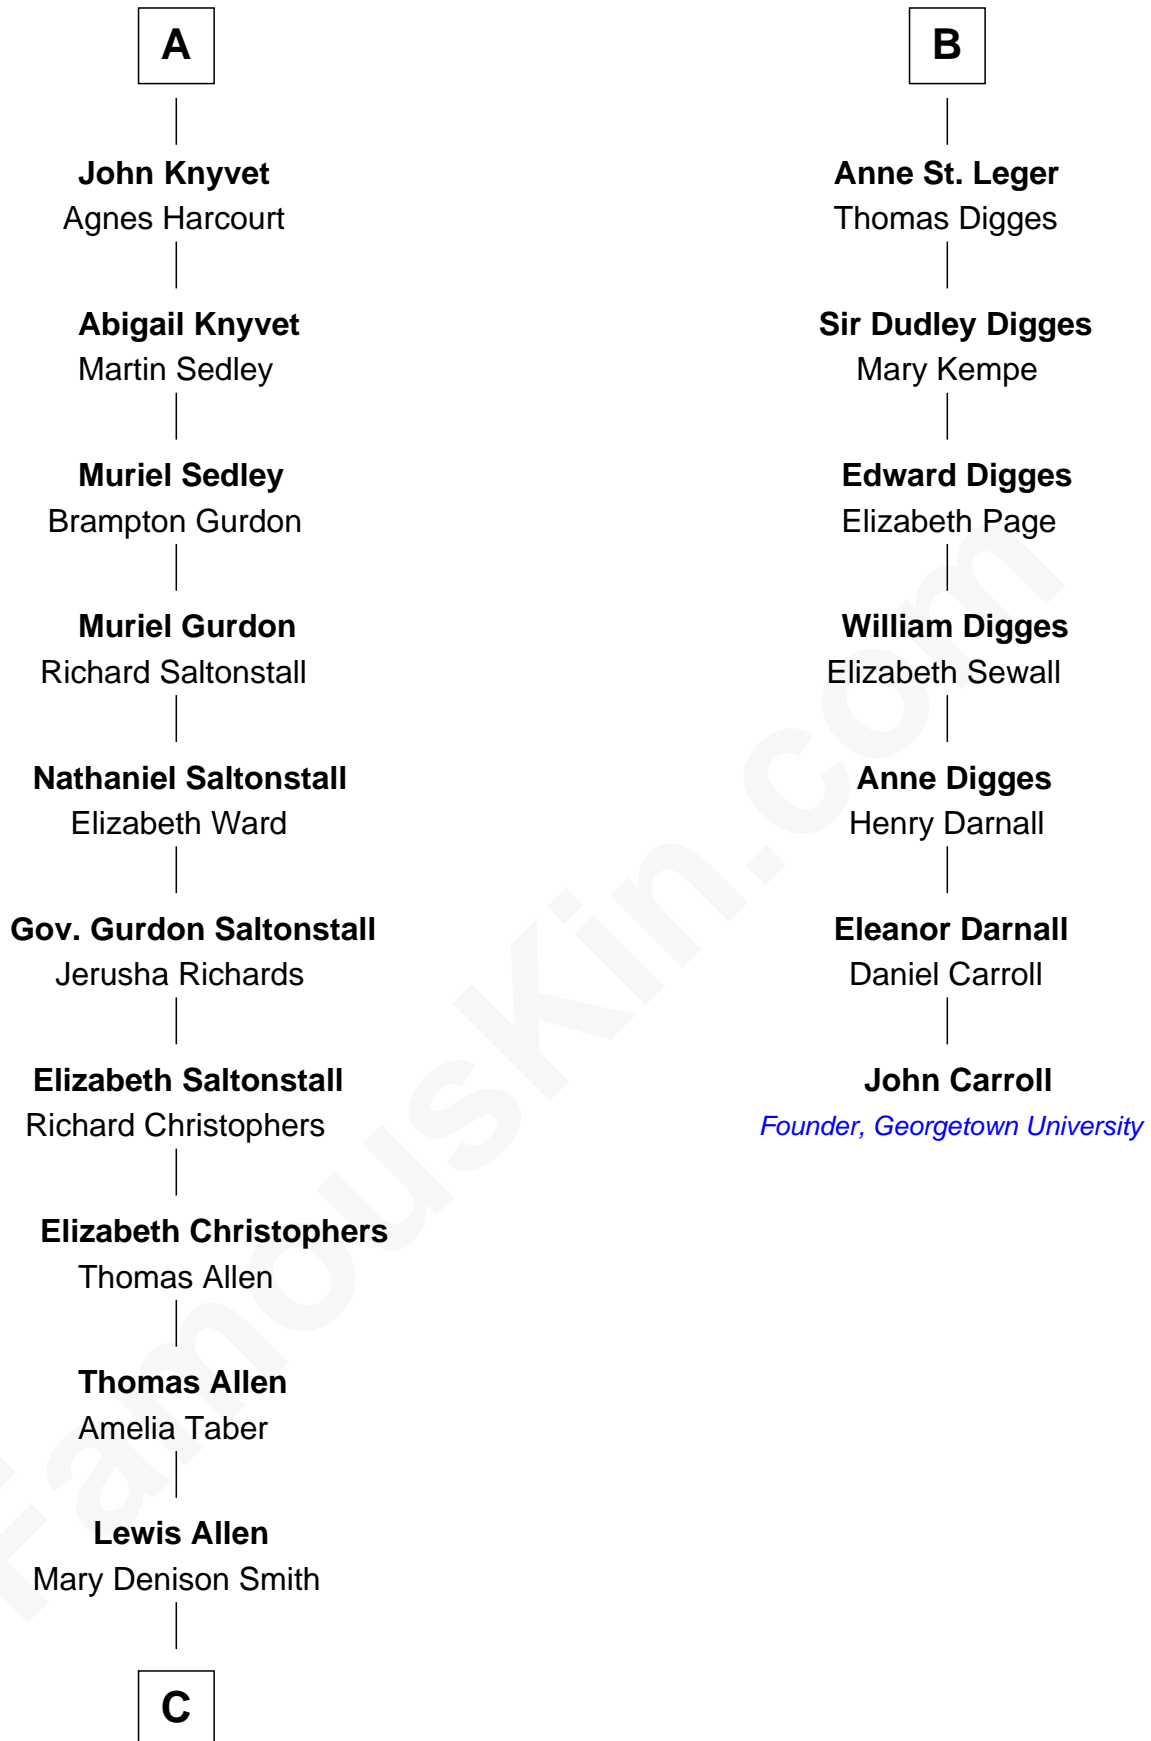 A
John Knyvet
Agnes Harcourt
Abigail Knyvet
Martin Sedley
Muriel Sedley
Brampton Gurdon
Muriel Gurdon
Richard Saltonstall
Nathaniel Saltonstall
Elizabeth Ward
Gov. Gurdon Saltonstall
Jerusha Richards
Elizabeth Saltonstall
Richard Christophers
Elizabeth Christophers
Thomas Allen
Thomas Allen
Amelia Taber
Lewis Allen
Mary Denison Smith
C
B
Anne St. Leger
Thomas Digges
Sir Dudley Digges
Mary Kempe
Edward Digges
Elizabeth Page
William Digges
Elizabeth Sewall
Anne Digges
Henry Darnall
Eleanor Darnall
Daniel Carroll
John Carroll
Founder, Georgetown University
FamousKin.com